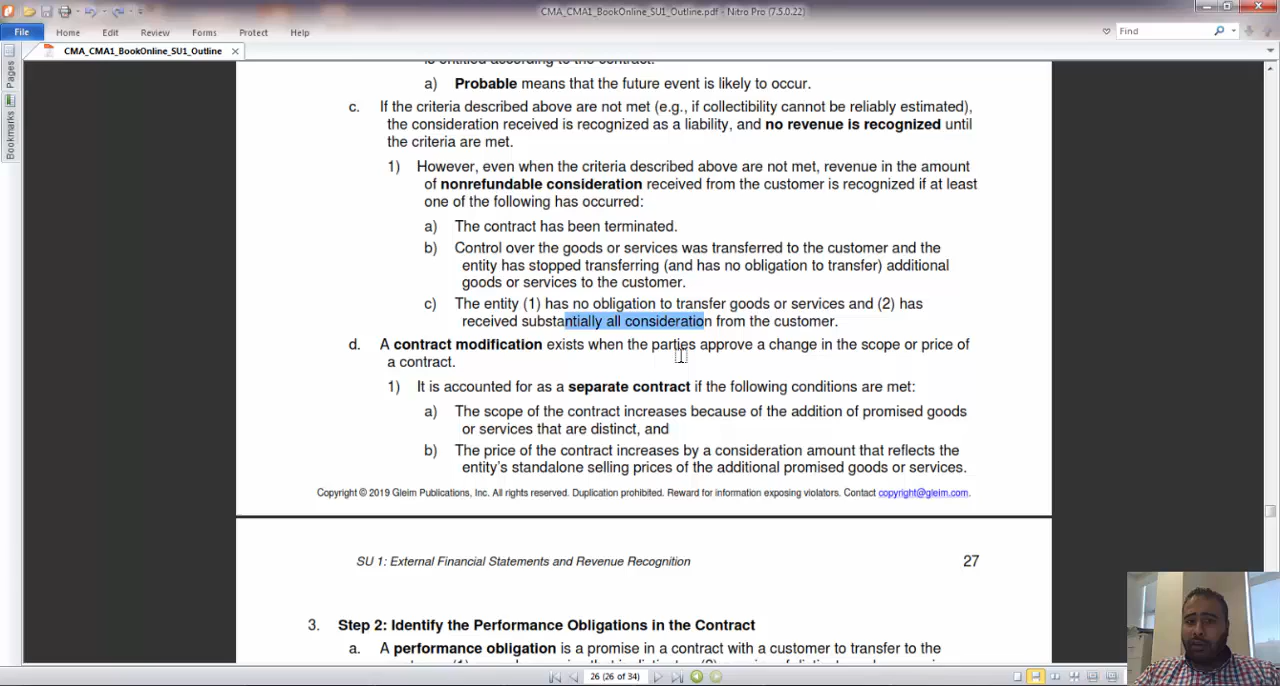 CMA_CMA1_BookOnline_SU1_Outline.pdf - Nitro Pro (7.5.0.22)
File Home Edit Review Forms Protect Help
Find
CMA_CMA1_BookOnline_SU1_Outline
Pages
Bookmarks
is entitled according to the contract.
a) Probable means that the future event is likely to occur.
c. If the criteria described above are not met (e.g., if collectibility cannot be reliably estimated),
the consideration received is recognized as a liability, and no revenue is recognized until
the criteria are met.
1) However, even when the criteria described above are not met, revenue in the amount
of nonrefundable consideration received from the customer is recognized if at least
one of the following has occurred:
a) The contract has been terminated.
b) Control over the goods or services was transferred to the customer and the
entity has stopped transferring (and has no obligation to transfer) additional
goods or services to the customer.
c) The entity (1) has no obligation to transfer goods or services and (2) has
received substantially all consideration from the customer.
d. A contract modification exists when the parties approve a change in the scope or price of
a contract.
1) It is accounted for as a separate contract if the following conditions are met:
a) The scope of the contract increases because of the addition of promised goods
or services that are distinct, and
b) The price of the contract increases by a consideration amount that reflects the
entity's standalone selling prices of the additional promised goods or services.
Copyright © 2019 Gleim Publications, Inc. All rights reserved. Duplication prohibited. Reward for information exposing violators. Contact copyright@gleim.com.
SU 1: External Financial Statements and Revenue Recognition 27
3. Step 2: Identify the Performance Obligations in the Contract
a. A performance obligation is a promise in a contract with a customer to transfer to the
26 (26 of 34)